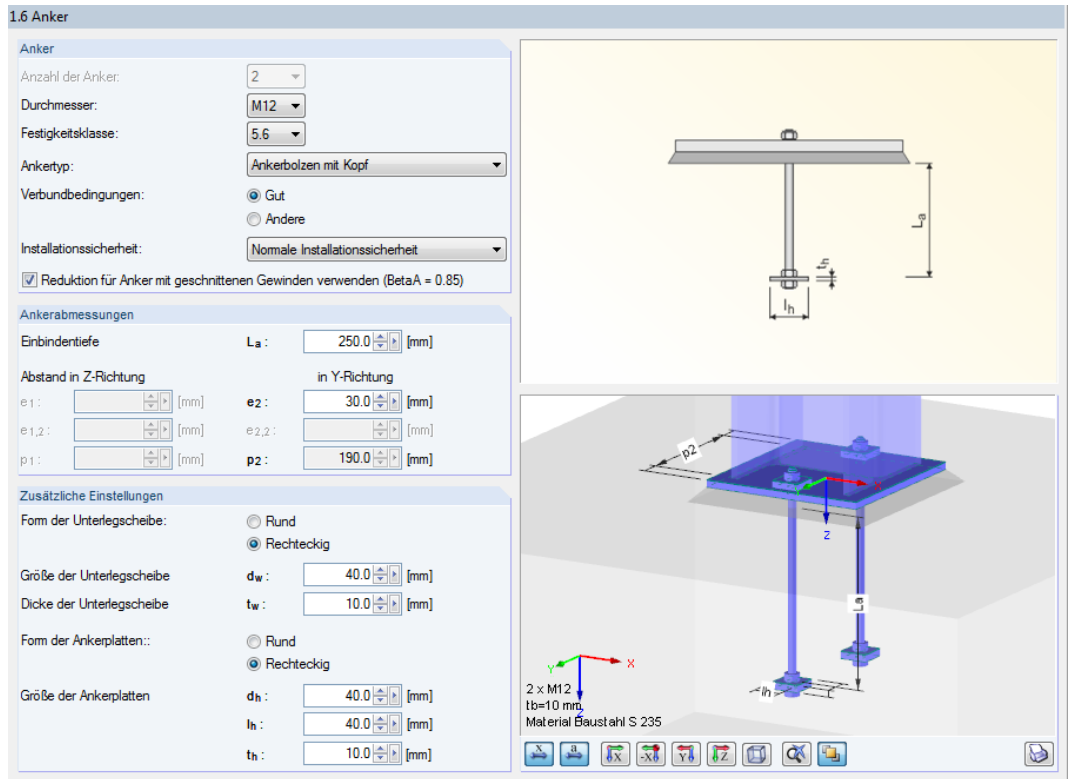 1.6 Anker
Anker
Anzahl der Anker: 2
Durchmesser: M12
Festigkeitsklasse: 5.6
Ankertyp: Ankerbolzen mit Kopf
Verbundbedingungen: Gut
Andere
Installationssicherheit: Normale Installationssicherheit
Reduktion für Anker mit geschnittenen Gewinden verwenden (BetaA = 0.85)
Ankerabmessungen
Einbindentiefe La : 250.0 [mm]
Abstand in Z-Richtung in Y-Richtung
e1 : [mm] e2 : 30.0 [mm]
e1,2 : [mm] e2,2 : [mm]
p1 : [mm] p2 : 190.0 [mm]
Zusätzliche Einstellungen
Form der Unterlegscheibe: Rund
Rechteckig
Größe der Unterlegscheibe dw : 40.0 [mm]
Dicke der Unterlegscheibe tw : 10.0 [mm]
Form der Ankerplatten:: Rund
Rechteckig
Größe der Ankerplatten dh : 40.0 [mm]
lh : 40.0 [mm]
th : 10.0 [mm]
La
th
lh
p2
X
Z
La
lh
Y X
Z
2 x M12
tb=10 mm,
Material Baustahl S 235
x a X -X Y Z